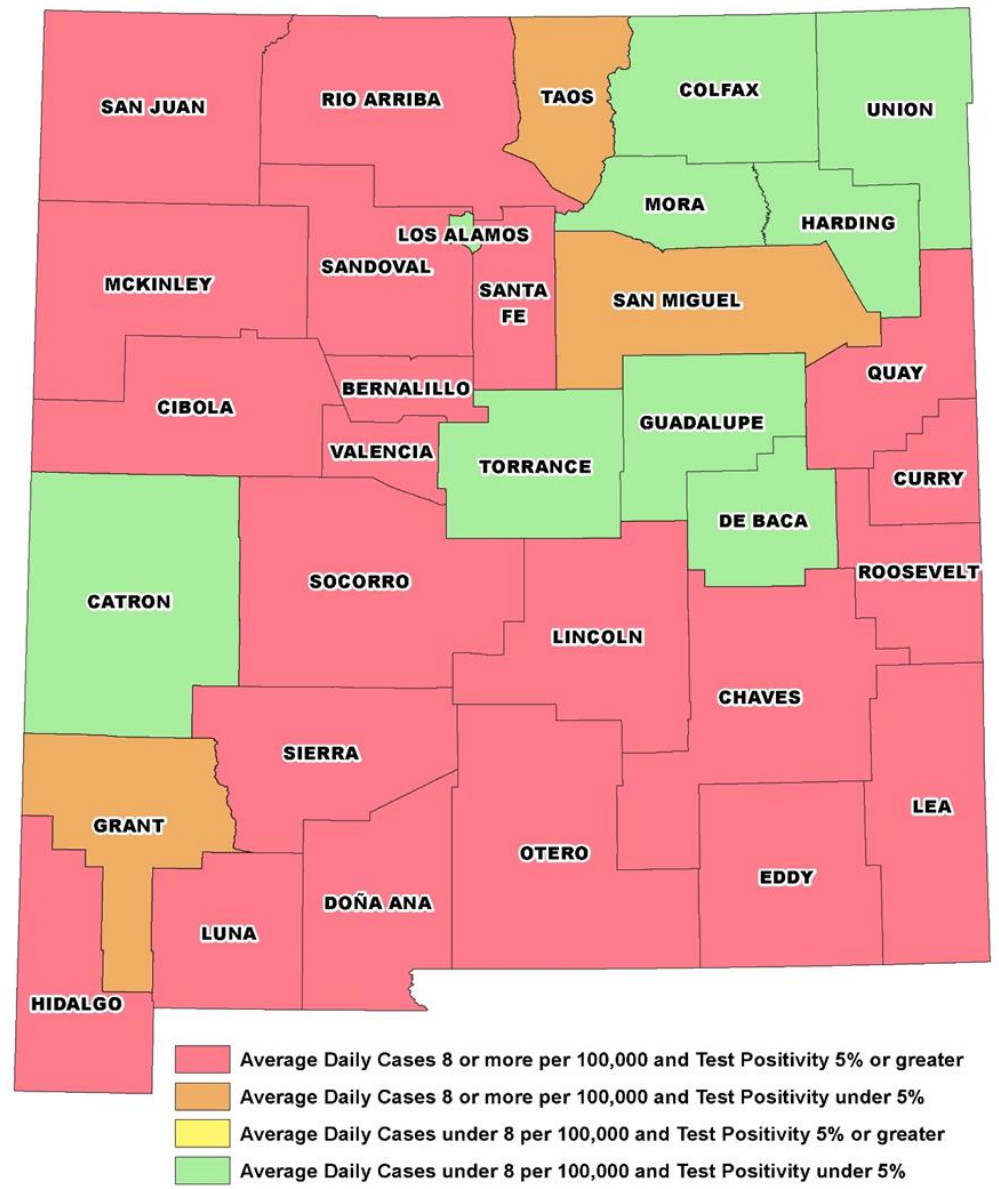 SAN JUAN
RIO ARRIBA
TAOS
COLFAX
UNION
MORA
HARDING
LOS ALAMOS
SANDOVAL
MCKINLEY
SANTA
FE
SAN MIGUEL
QUAY
BERNALILLO
CIBOLA
GUADALUPE
VALENCIA
TORRANCE
CURRY
DE BACA
ROOSEVELT
SOCORRO
CATRON
LINCOLN
CHAVES
SIERRA
LEA
GRANT
OTERO
EDDY
DOÑA ANA
LUNA
HIDALGO
Average Daily Cases 8 or more per 100,000 and Test Positivity 5% or greater
Average Daily Cases 8 or more per 100,000 and Test Positivity under 5%
Average Daily Cases under 8 per 100,000 and Test Positivity 5% or greater
Average Daily Cases under 8 per 100,000 and Test Positivity under 5%